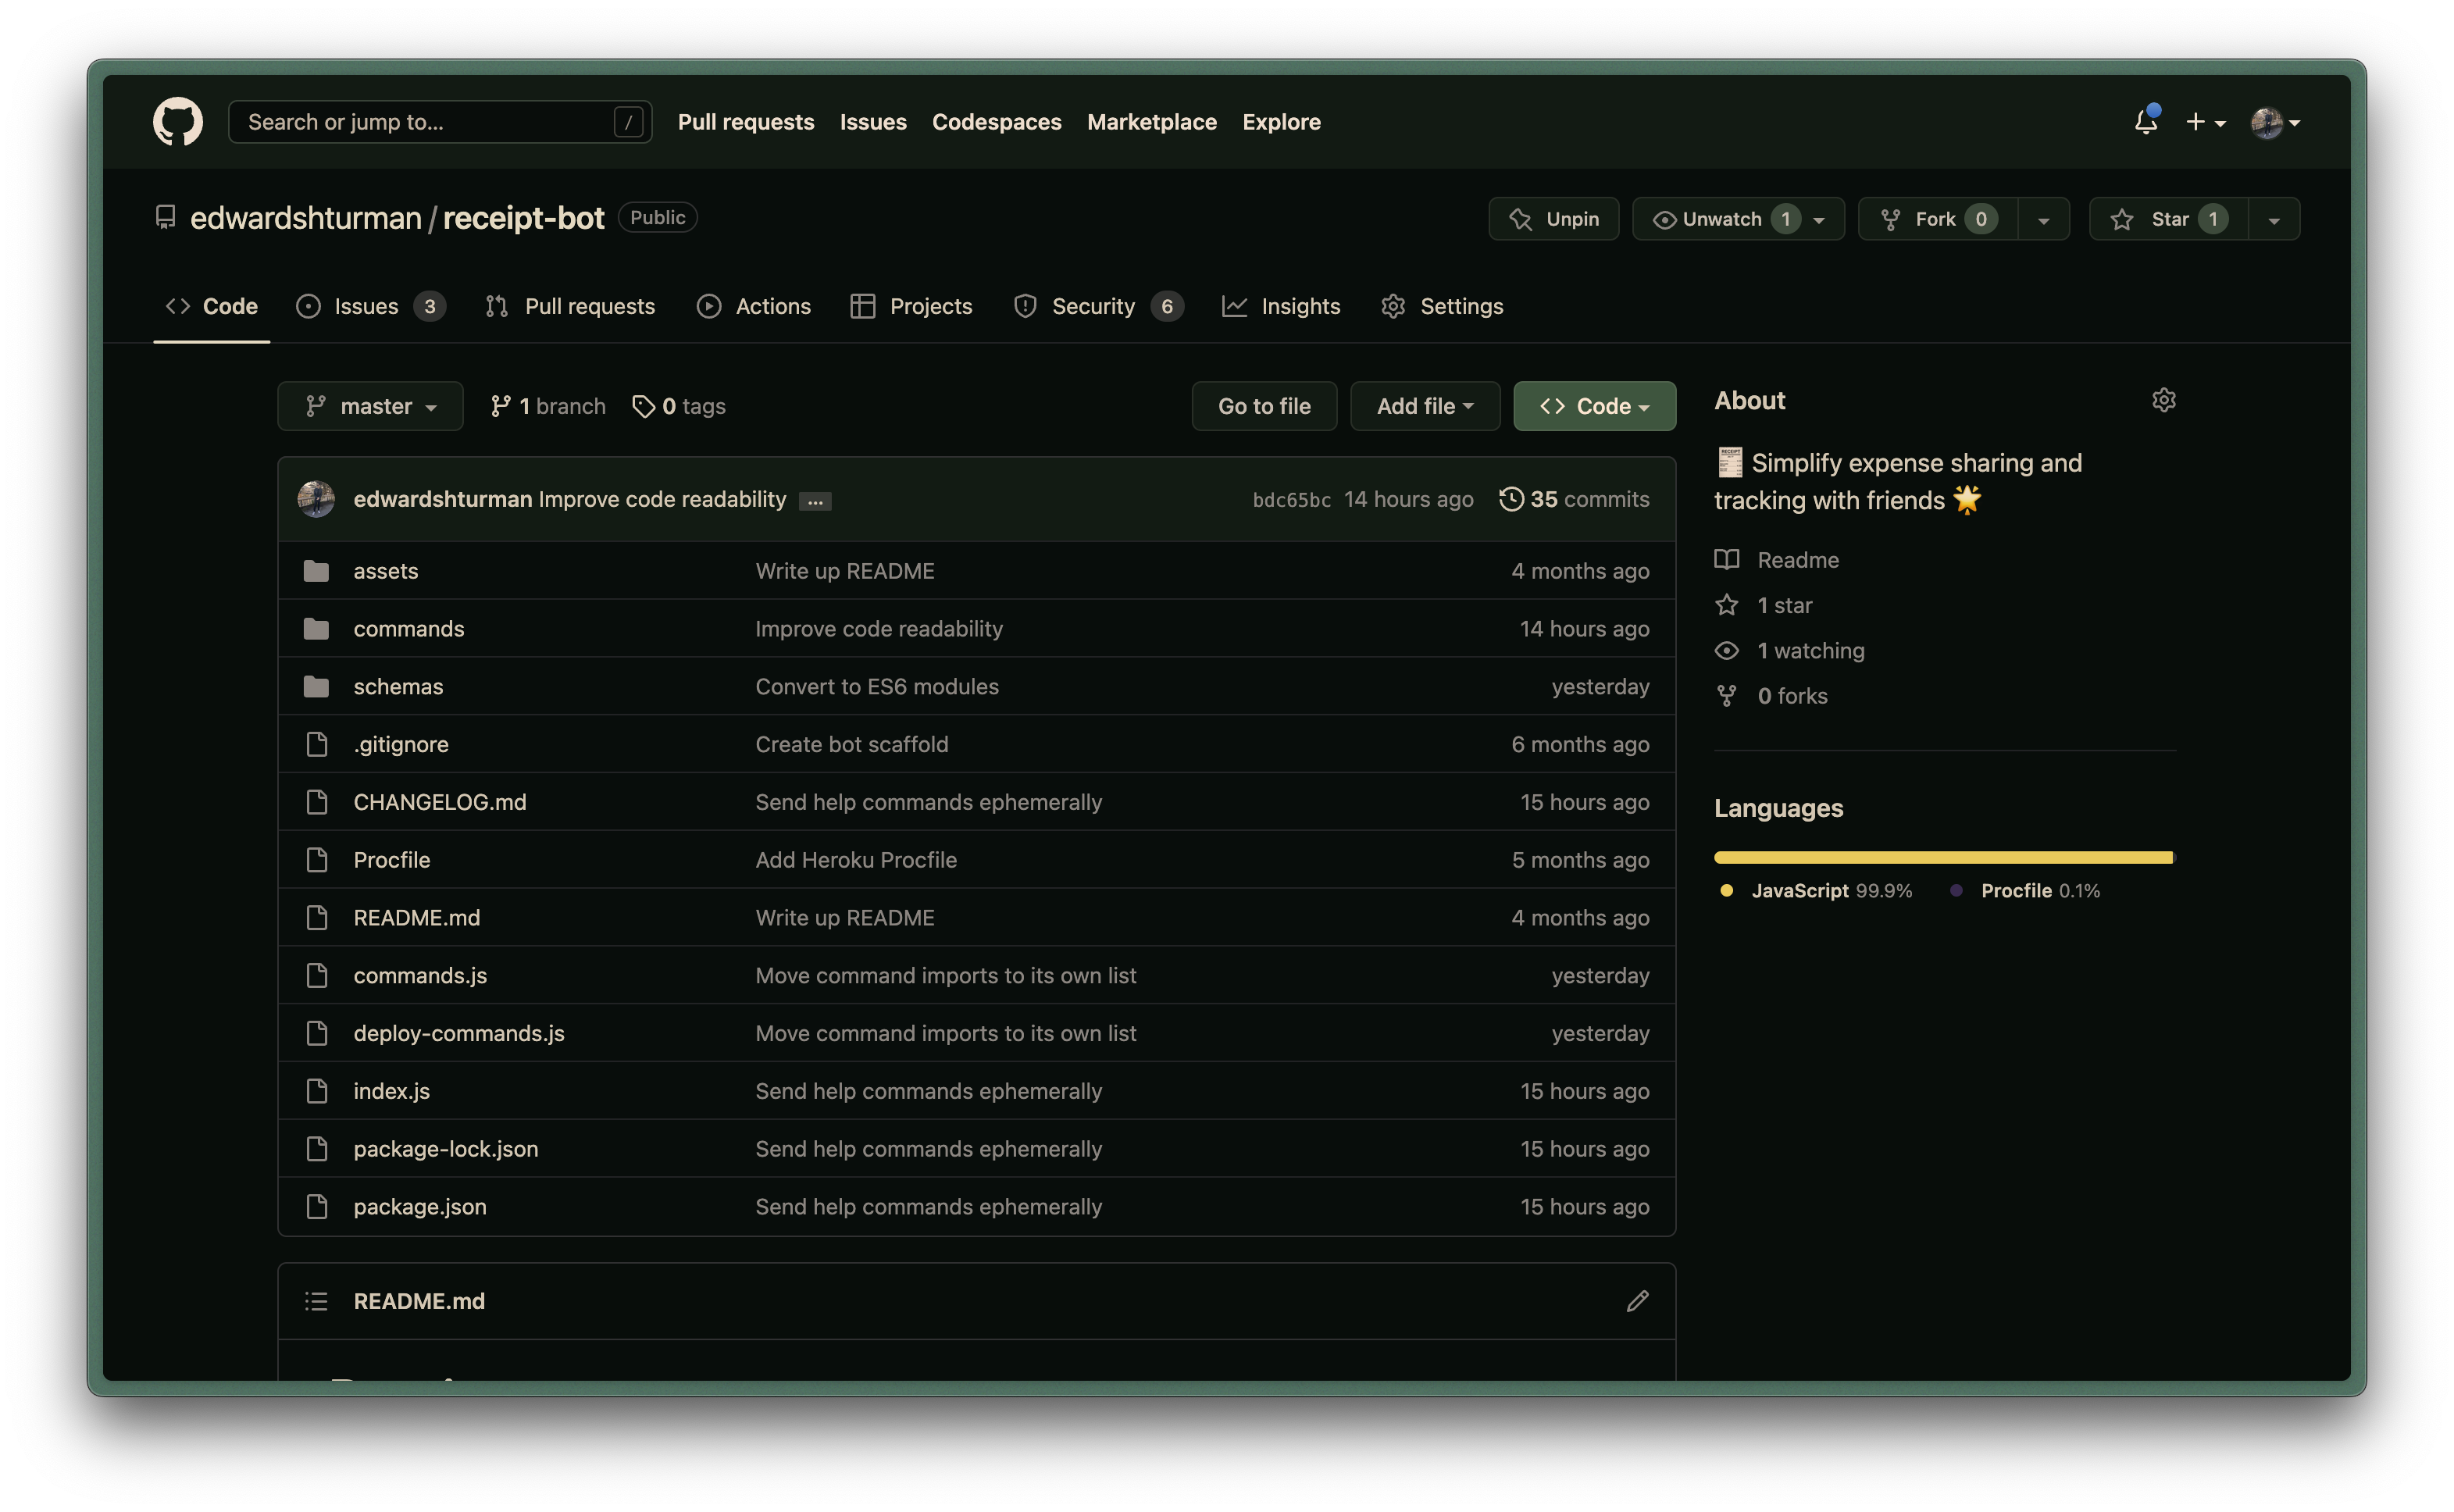 Search or jump to... / Pull requests Issues Codespaces Marketplace Explore
edwardshturman / receipt-bot Public Unpin Unwatch 1 Fork 0 Star 1
Code Issues 3 Pull requests Actions Projects Security 6 Insights Settings
master 1 branch 0 tags Go to file Add file Code
edwardshturman Improve code readability ... bdc65bc 14 hours ago 35 commits
assets Write up README 4 months ago
commands Improve code readability 14 hours ago
schemas Convert to ES6 modules yesterday
.gitignore Create bot scaffold 6 months ago
CHANGELOG.md Send help commands ephemerally 15 hours ago
Procfile Add Heroku Procfile 5 months ago
README.md Write up README 4 months ago
commands.js Move command imports to its own list yesterday
deploy-commands.js Move command imports to its own list yesterday
index.js Send help commands ephemerally 15 hours ago
package-lock.json Send help commands ephemerally 15 hours ago
package.json Send help commands ephemerally 15 hours ago
README.md
About
🧾 Simplify expense sharing and
tracking with friends 🌟
Readme
1 star
1 watching
0 forks
Languages
JavaScript 99.9% Procfile 0.1%